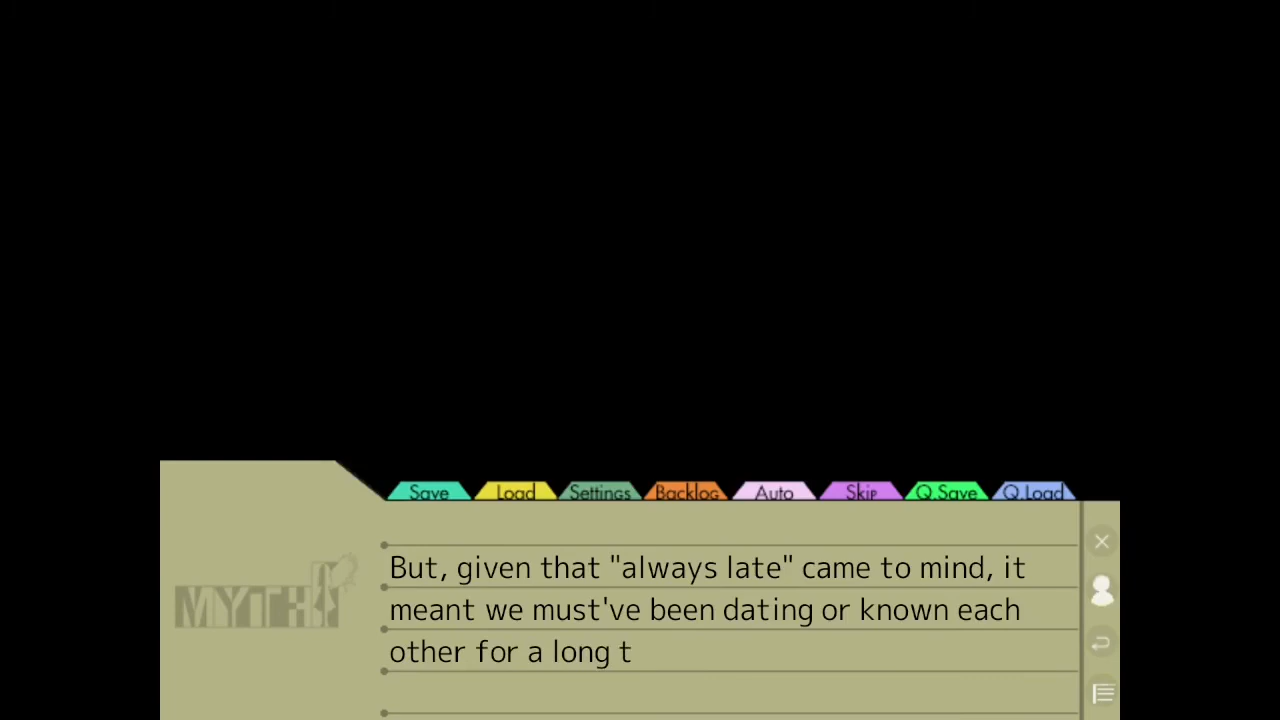 Save Load Settings Backlog Auto Skip Q.Save Q.Load
But, given that "always late" came to mind, it
meant we must've been dating or known each
other for a long t
MYTH